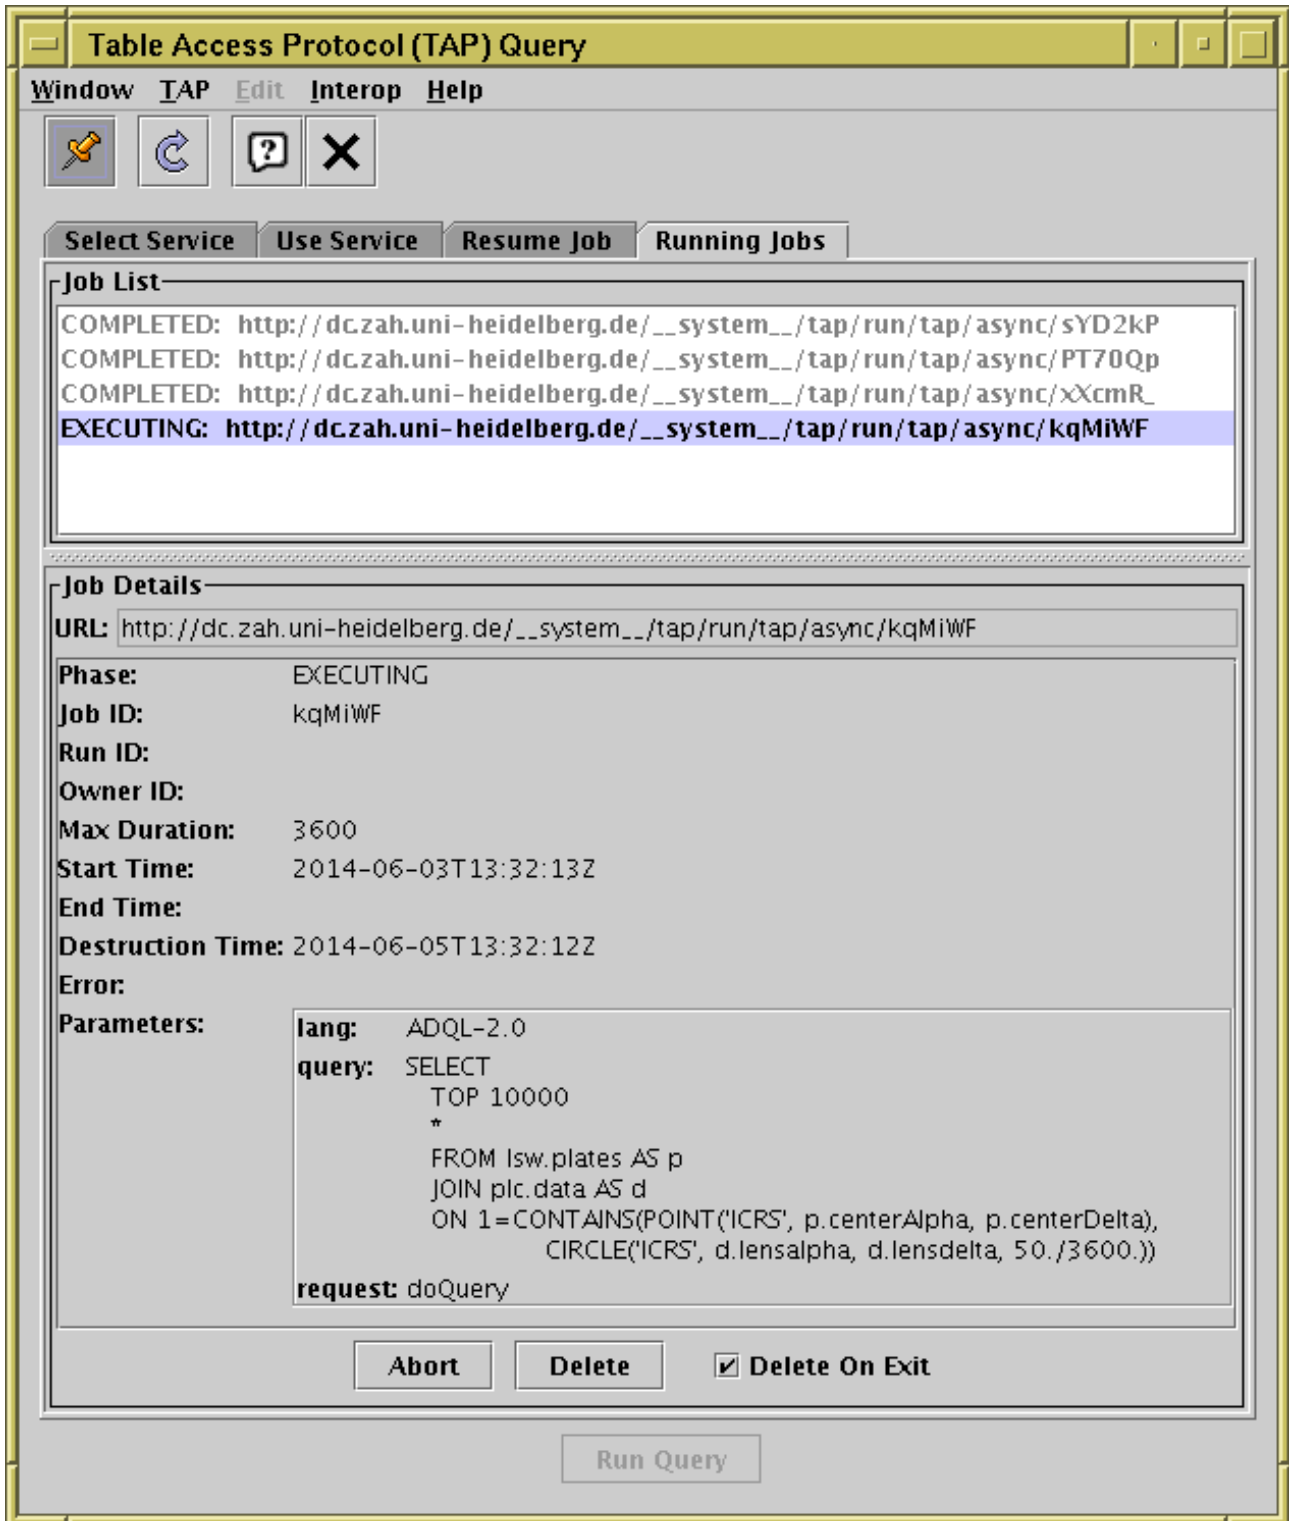 Table Access Protocol (TAP) Query
Window TAP Edit Interop Help
Select Service Use Service Resume Job Running Jobs
Job List
COMPLETED: http://dc.zah.uni-heidelberg.de/__system__/tap/run/tap/async/sYD2kP
COMPLETED: http://dc.zah.uni-heidelberg.de/__system__/tap/run/tap/async/PT70Qp
COMPLETED: http://dc.zah.uni-heidelberg.de/__system__/tap/run/tap/async/xXcmR_
EXECUTING: http://dc.zah.uni-heidelberg.de/__system__/tap/run/tap/async/kqMiWF
Job Details
URL: http://dc.zah.uni-heidelberg.de/__system__/tap/run/tap/async/kqMiWF
Phase: EXECUTING
Job ID: kqMiWF
Run ID:
Owner ID:
Max Duration: 3600
Start Time: 2014-06-03T13:32:13Z
End Time:
Destruction Time: 2014-06-05T13:32:12Z
Error:
Parameters: lang: ADQL-2.0
query: SELECT
TOP 10000
*
FROM lsw.plates AS p
JOIN plc.data AS d
ON 1=CONTAINS(POINT('ICRS', p.centerAlpha, p.centerDelta),
CIRCLE('ICRS', d.lensalpha, d.lensdelta, 50./3600.))
request: doQuery
Abort Delete Delete On Exit
Run Query